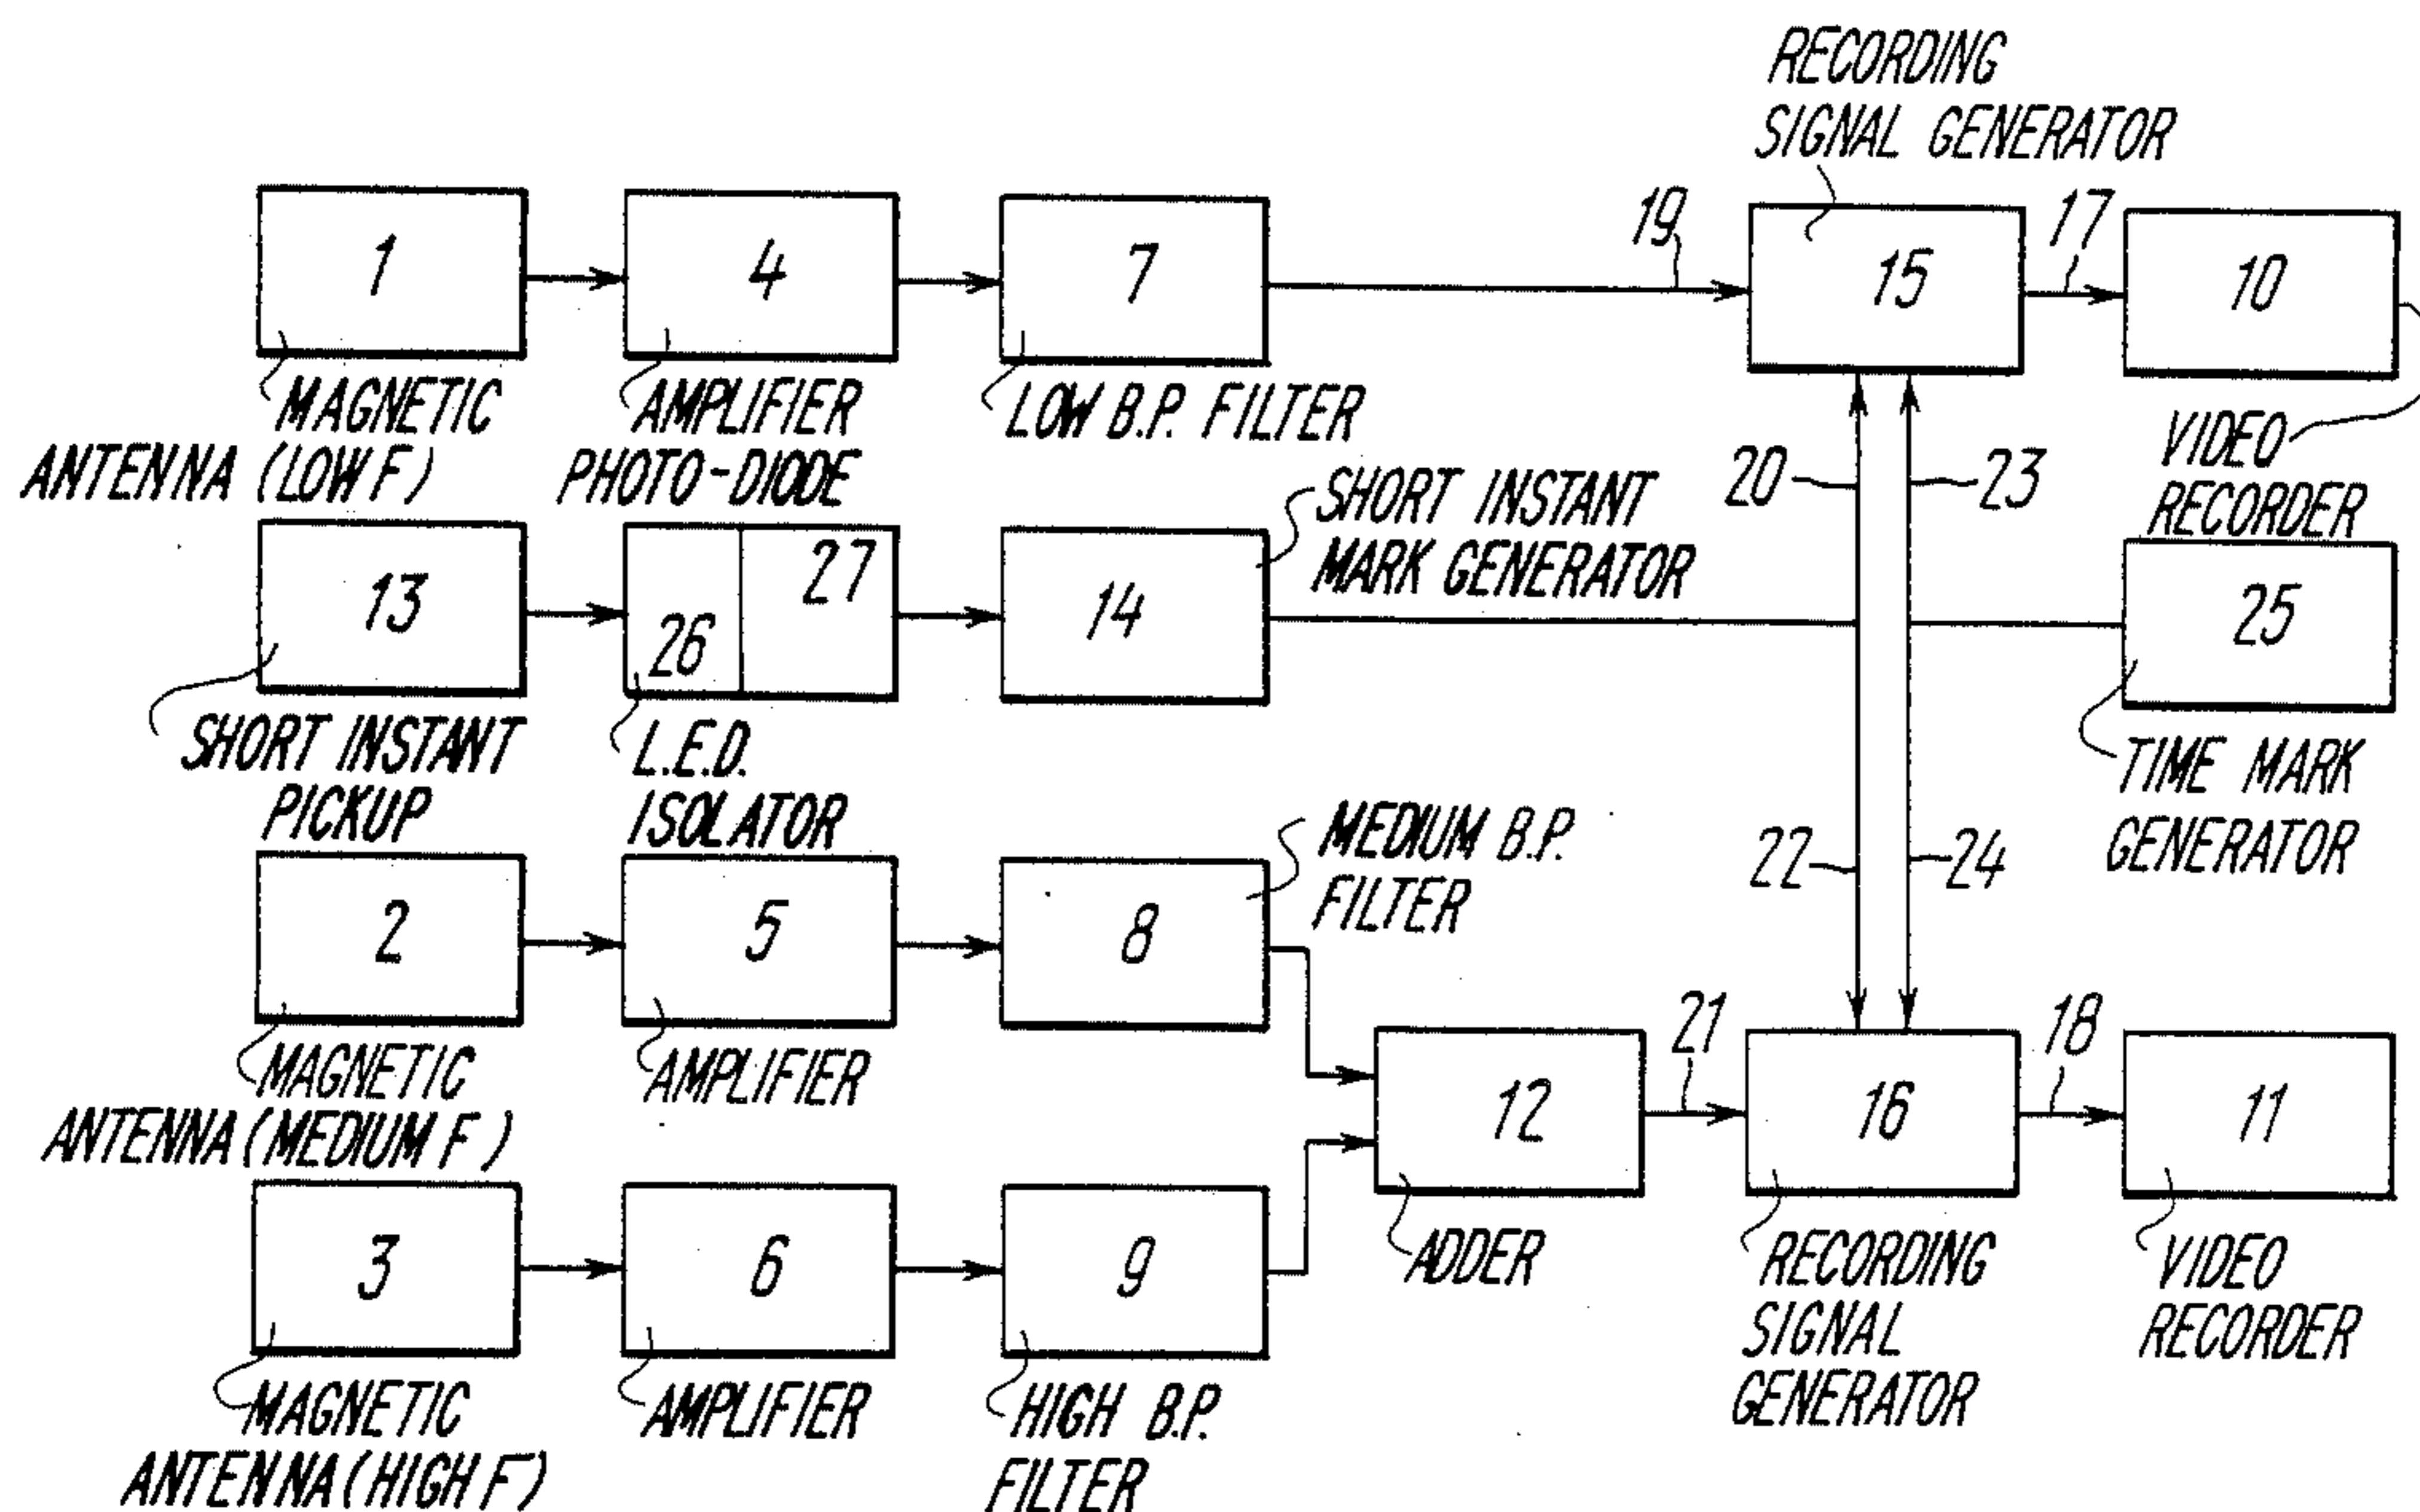 RECORDING
SIGNAL GENERATOR
1
4
7
19
15
17
10
MAGNETIC
ANTENNA (LOW F)
AMPLIFIER
LOW B.P. FILTER
VIDEO
RECORDER
PHOTO-DIODE
SHORT INSTANT
MARK GENERATOR
20
23
13
26
27
14
25
SHORT INSTANT
PICKUP
L.E.D.
ISOLATOR
TIME MARK
GENERATOR
MEDIUM B.P.
FILTER
22
24
2
5
8
MAGNETIC
ANTENNA (MEDIUM F)
AMPLIFIER
12
21
16
18
11
ADDER
RECORDING
SIGNAL
GENERATOR
VIDEO
RECORDER
3
6
9
MAGNETIC
ANTENNA (HIGH F)
AMPLIFIER
HIGH B.P.
FILTER